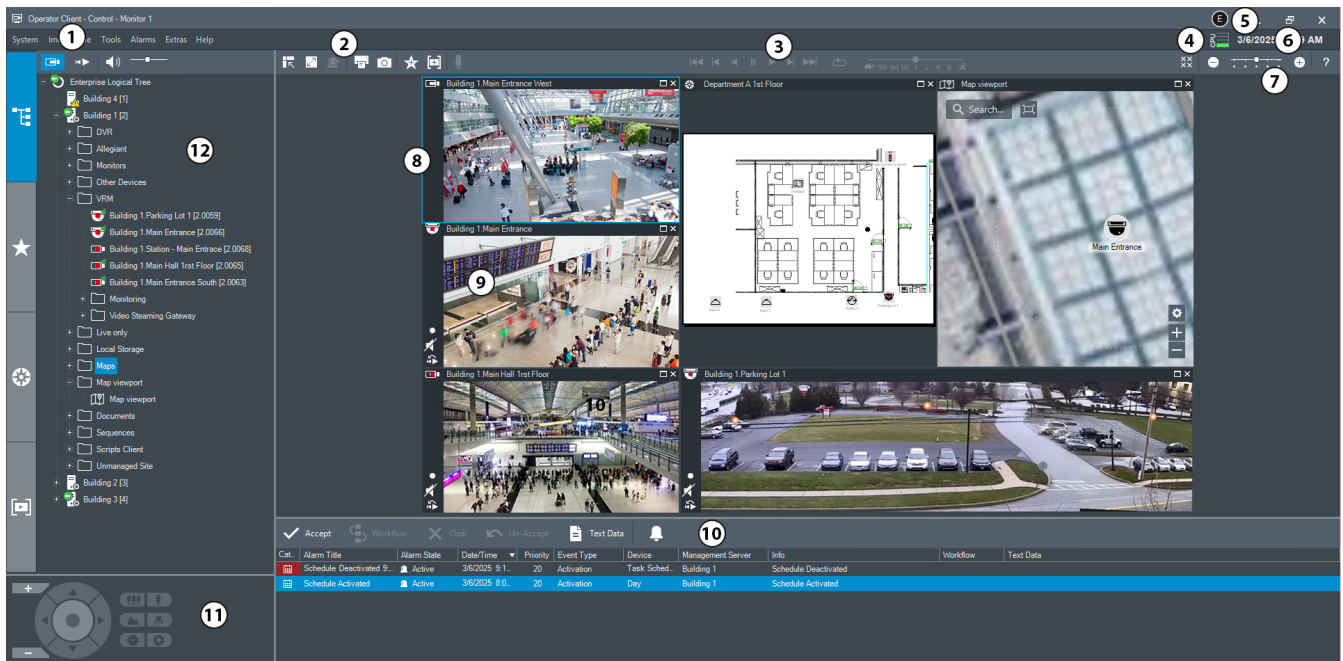 Operator Client - Control - Monitor 1
E
5
System Tools Alarms Extras Help
1
2
3
4
3/6/2025
6
AM
7
?
Enterprise Logical Tree
Building 4 [1]
Building 1 [2]
DVR
Allegiant
Monitors
Other Devices
VRM
Building 1.Parking Lot 1 [2.0059]
Building 1.Main Entrance [2.0066]
Building 1.Station - Main Entrace [2.0068]
Building 1.Main Hall 1rst Floor [2.0065]
Building 1.Main Entrance South [2.0063]
Monitoring
Video Steaming Gateway
Live only
Local Storage
Maps
Map viewport
Map viewport
Documents
Sequences
Scripts Client
Unmanaged Site
Building 2 [3]
Building 3 [4]
12
Building 1.Main Entrance West
8
Department A 1st Floor
Map viewport
Search...
Main Entrance
Building 1.Main Entrance
9
Building 1.Main Hall 1rst Floor
10
Building 1.Parking Lot 1
Accept Workflow Clear Un-Accept Text Data
10
Cat.. Alarm Title Alarm State Date/Time Priority Event Type Device Management Server Info Workflow Text Data
Schedule Deactivated 9:.. Active 3/6/2025 9:1... 20 Activation Task Sched.. Building 1 Schedule Deactivated
Schedule Activated Active 3/6/2025 8:0... 20 Activation Day Building 1 Schedule Activated
11